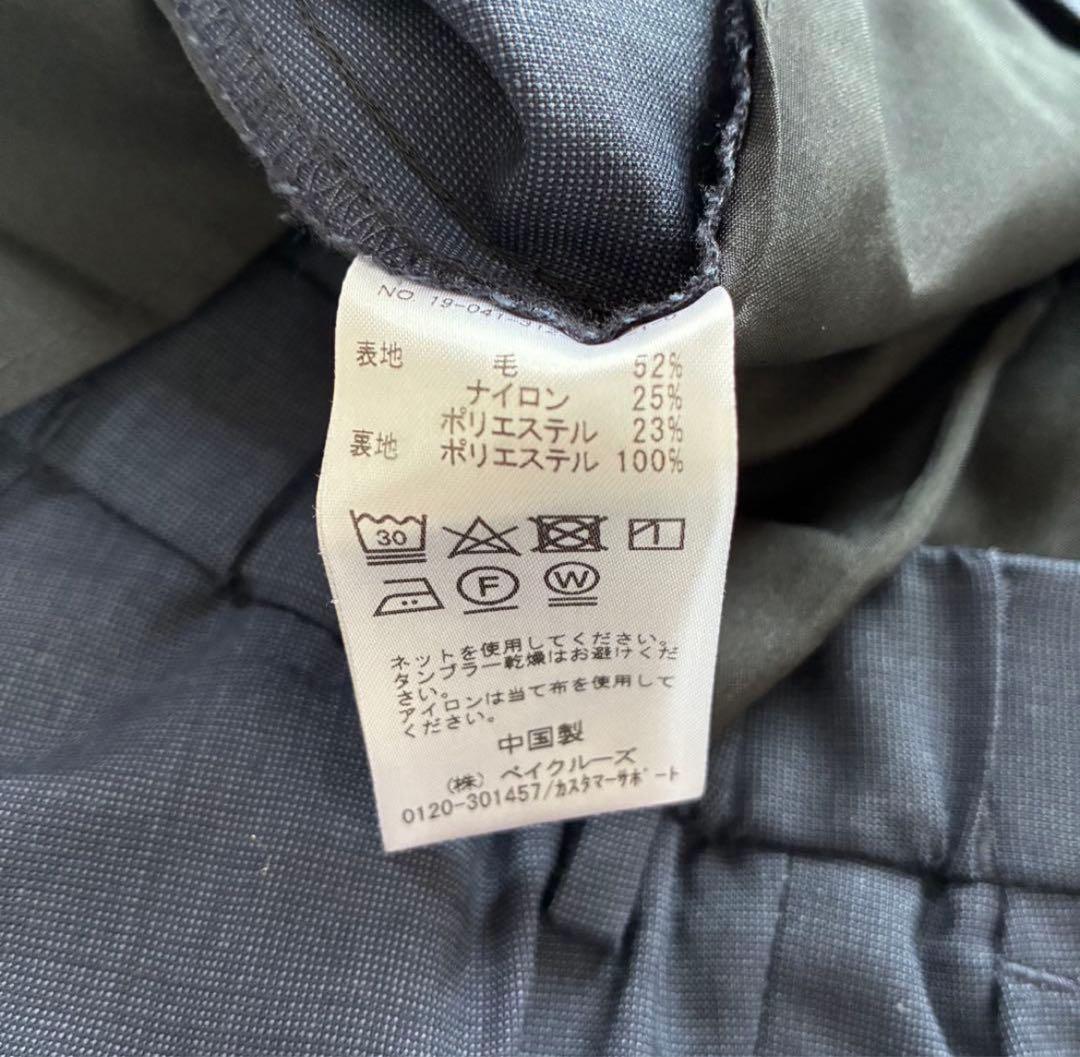 NO 19-041-312
表地 毛 52%
ナイロン 25%
ポリエステル 23%
裏地 ポリエステル 100%
30
F W
ネットを使用してください。
タンブラー乾燥はお避けくだ
さい。
アイロンは当て布を使用して
ください。
中国製
(株) ベイクルーズ
0120-301457/カスタマーサポート